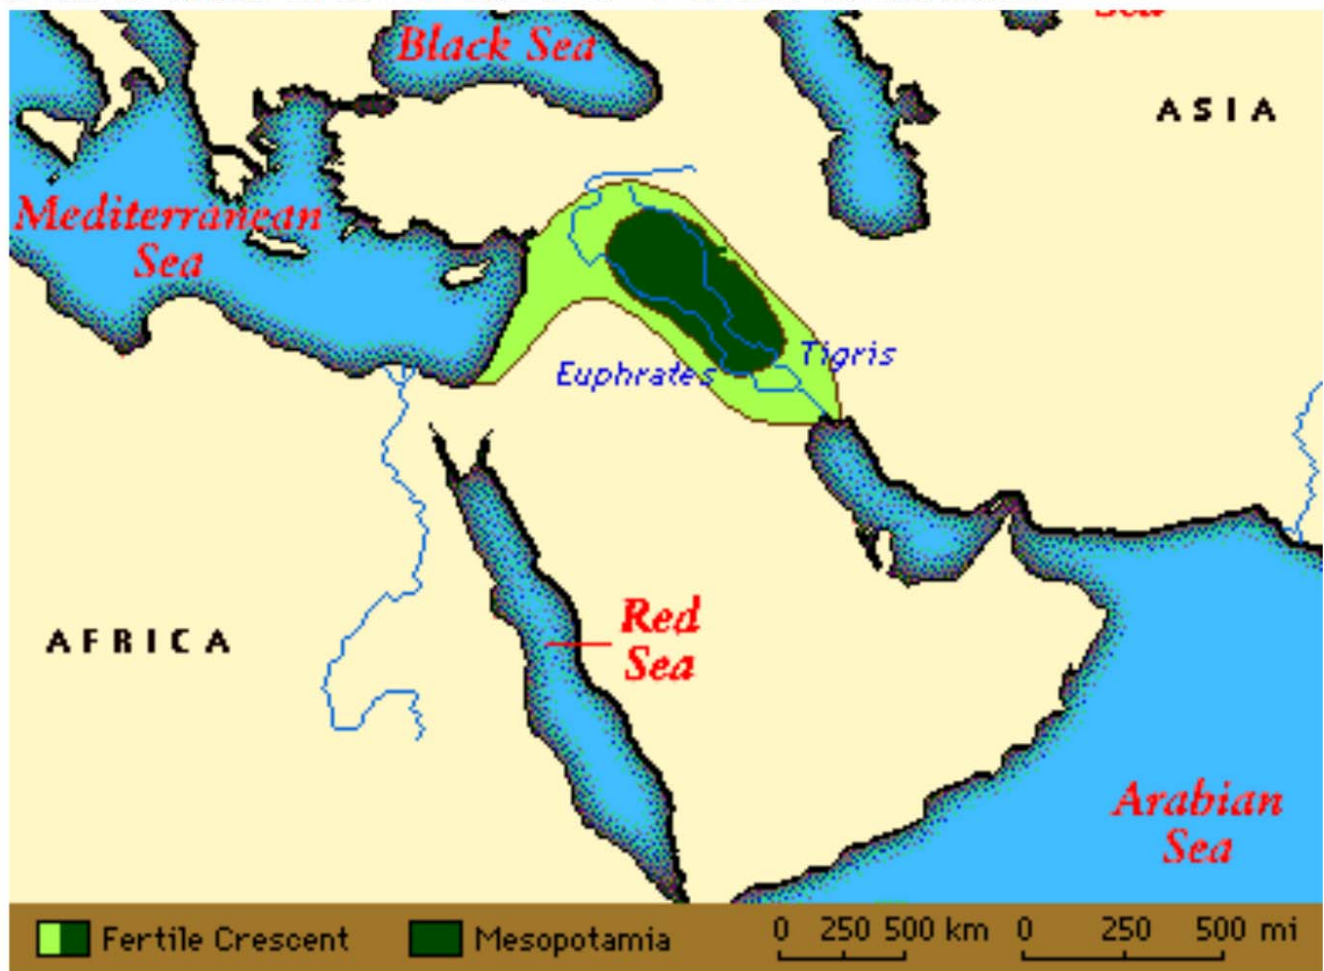 Black Sea
Sea
ASIA
Mediterranean
Sea
Tigris
Euphrates
AFRICA
Red
Sea
Arabian
Sea
Fertile Crescent
Mesopotamia
0 250 500 km
0 250 500 mi